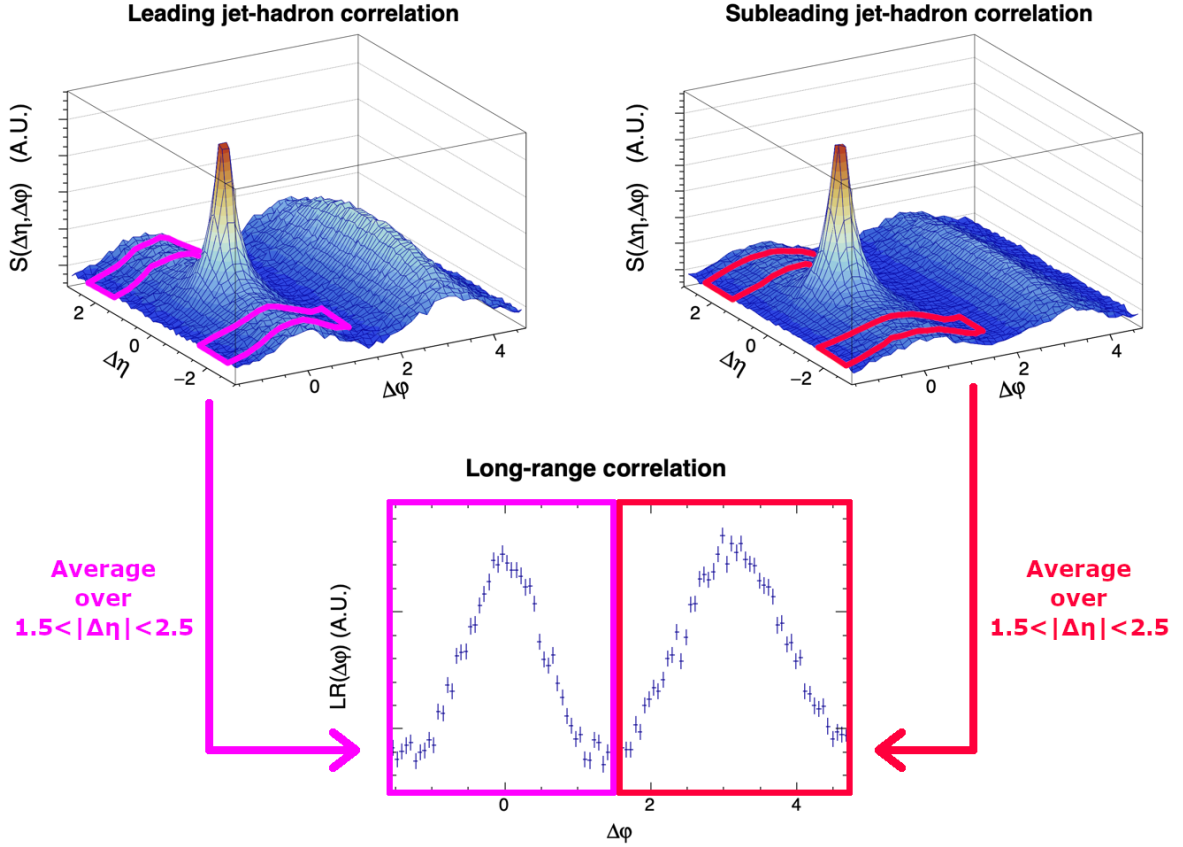 Leading jet-hadron correlation
Subleading jet-hadron correlation
S(Δη,Δφ) (A.U.)
2
0
−2
Δη
0
2
4
Δφ
S(Δη,Δφ) (A.U.)
2
0
−2
Δη
0
2
4
Δφ
Long-range correlation
Average
over
1.5<|Δη|<2.5
LR(Δφ) (A.U.)
0
2
4
Δφ
Average
over
1.5<|Δη|<2.5